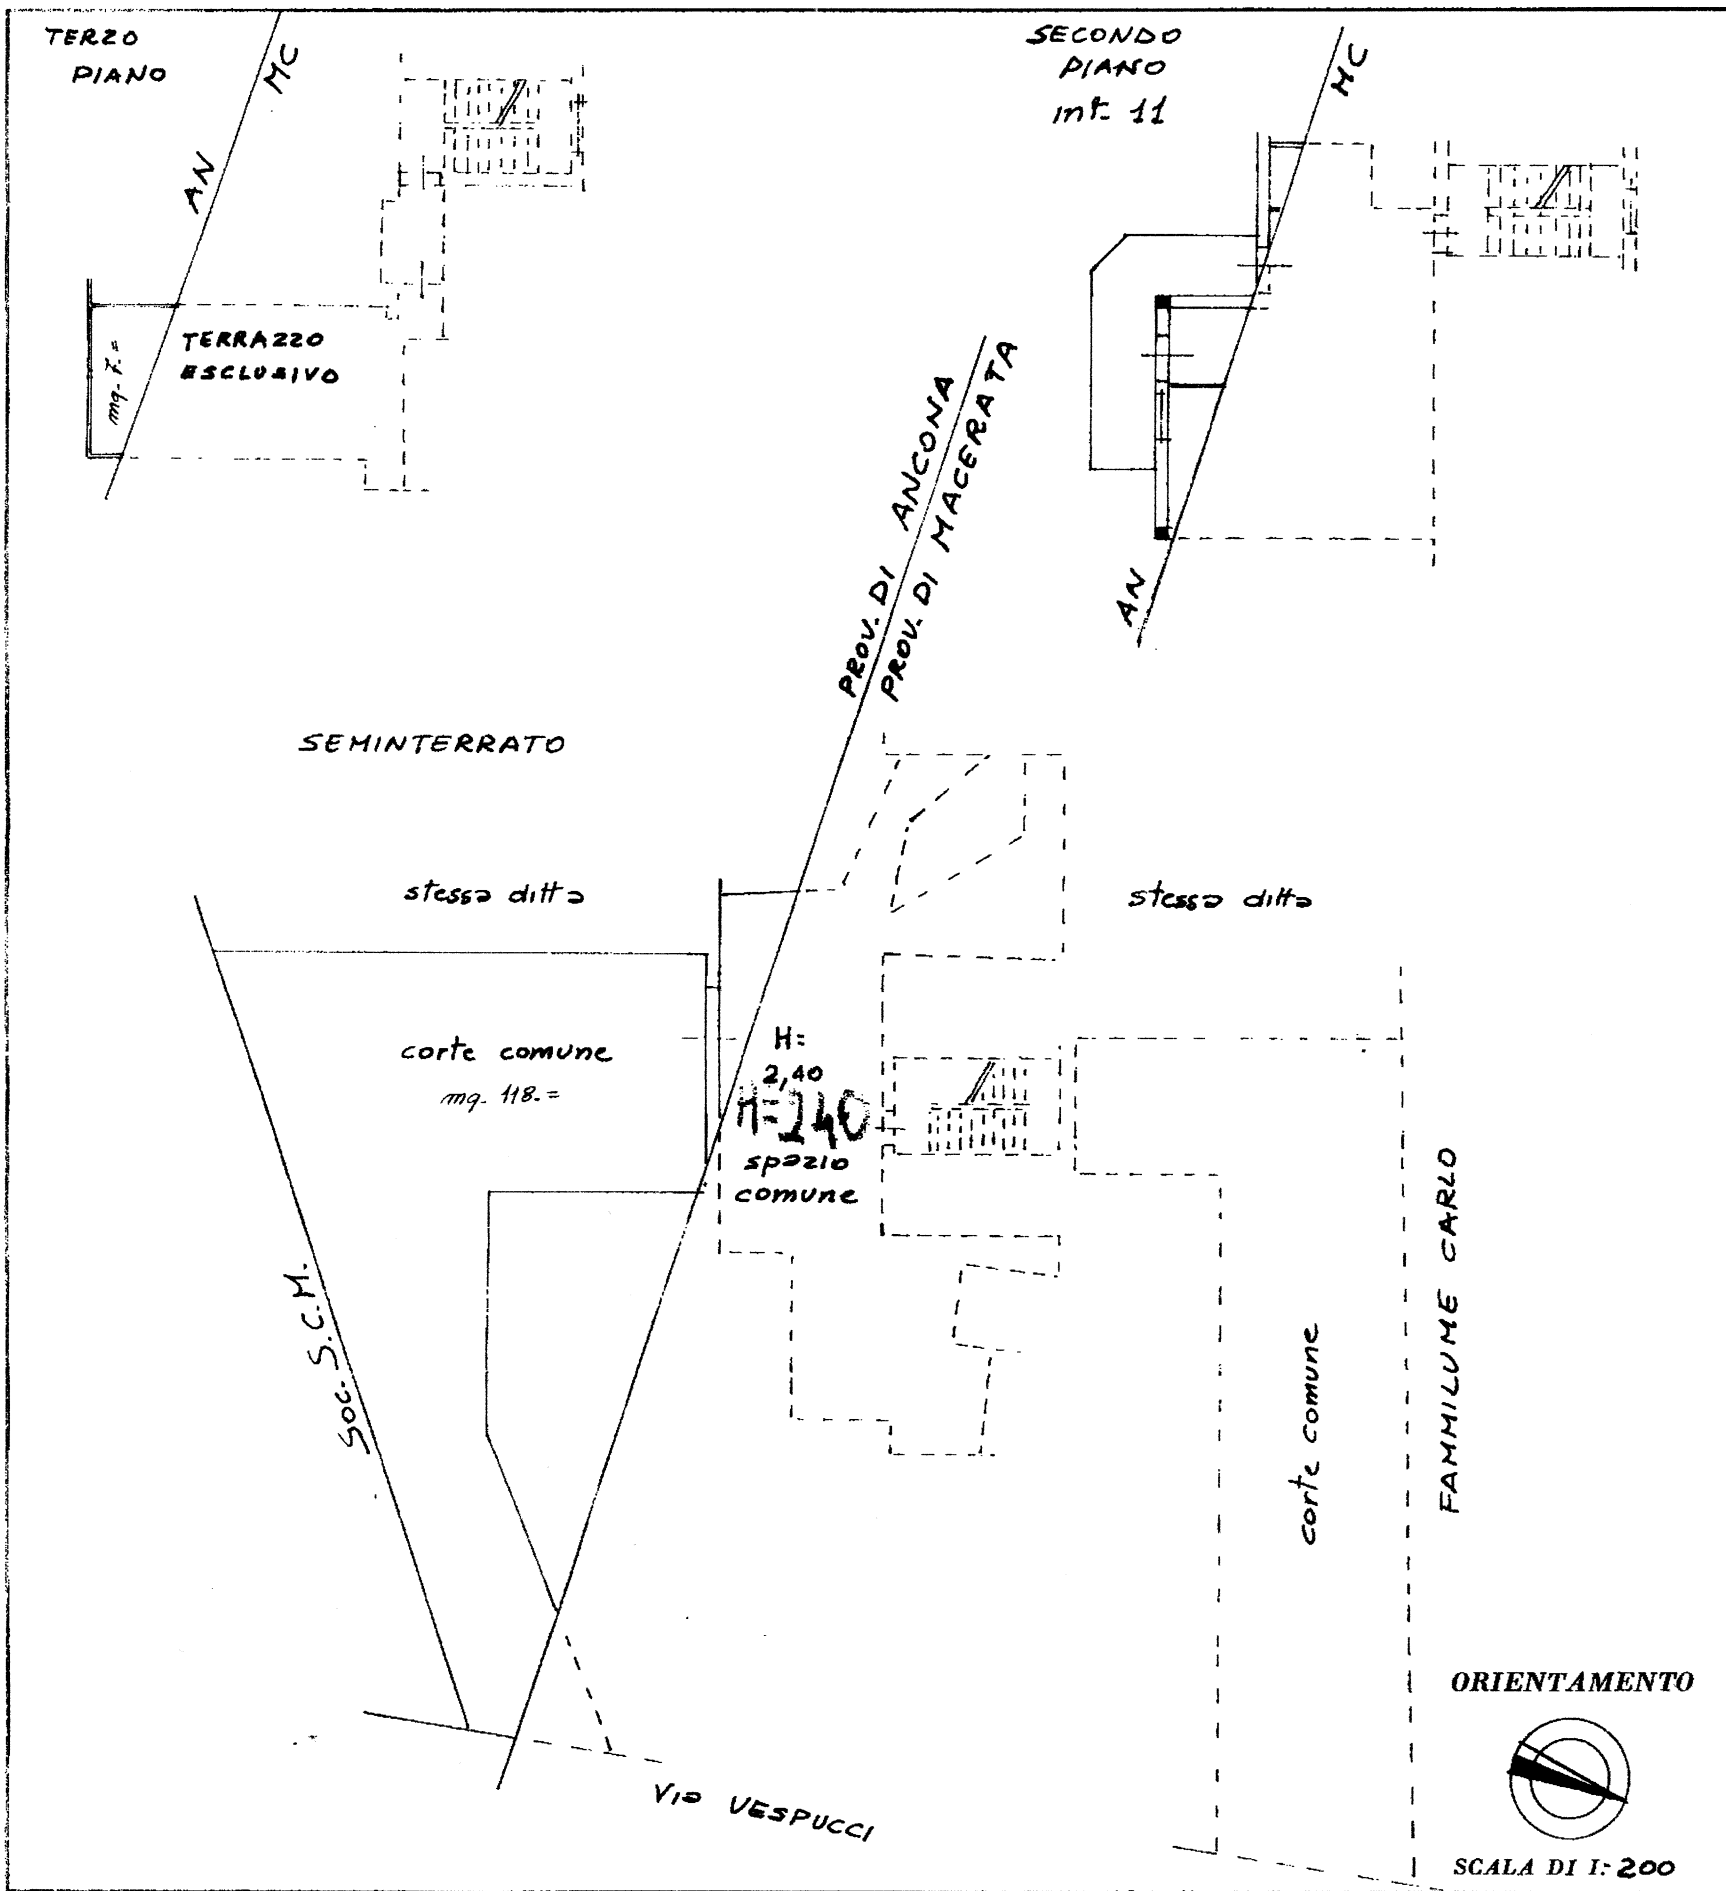 TERZO
PIANO
AN
MC
TERRAZZO
ESCLUSIVO
mq. 7.=
SECONDO
PIANO
int. 11
MC
AN
PROV. DI ANCONA
PROV. DI MACERATA
SEMINTERRATO
stessa ditta
stessa ditta
corte comune
mq. 118.=
H=
2,40
H=240
spazio
comune
Soc. S.C.M.
corte comune
FAMMILUME CARLO
Via VESPUCCI
ORIENTAMENTO
SCALA DI 1:200